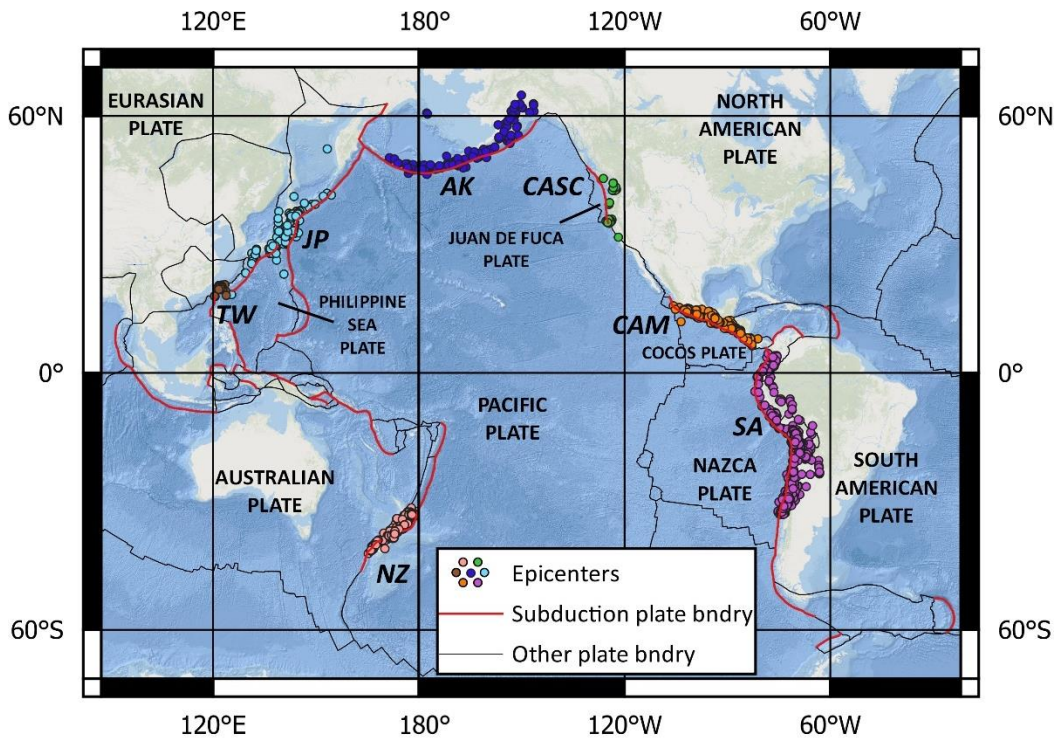 120°E
180°
120°W
60°W
EURASIAN
PLATE
NORTH
AMERICAN
PLATE
60°N
60°N
AK
CASC
JP
JUAN DE FUCA
PLATE
TW
PHILIPPINE
SEA
PLATE
CAM
COCOS PLATE
0°
0°
PACIFIC
PLATE
SA
AUSTRALIAN
PLATE
NAZCA
PLATE
SOUTH
AMERICAN
PLATE
NZ
Epicenters
Subduction plate bndry
Other plate bndry
60°S
60°S
120°E
180°
120°W
60°W